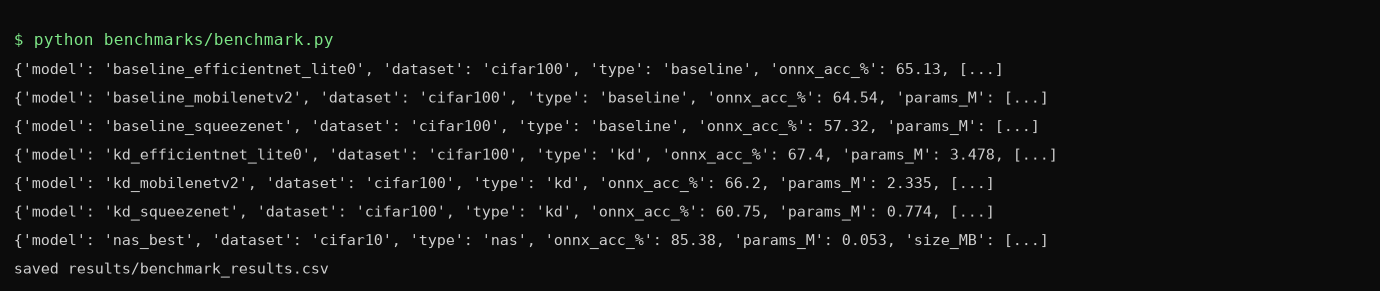 $ python benchmarks/benchmark.py
{'model': 'baseline_efficientnet_lite0', 'dataset': 'cifar100', 'type': 'baseline', 'onnx_acc_%': 65.13, [...]
{'model': 'baseline_mobilenetv2', 'dataset': 'cifar100', 'type': 'baseline', 'onnx_acc_%': 64.54, 'params_M': [...]
{'model': 'baseline_squeezenet', 'dataset': 'cifar100', 'type': 'baseline', 'onnx_acc_%': 57.32, 'params_M': [...]
{'model': 'kd_efficientnet_lite0', 'dataset': 'cifar100', 'type': 'kd', 'onnx_acc_%': 67.4, 'params_M': 3.478, [...]
{'model': 'kd_mobilenetv2', 'dataset': 'cifar100', 'type': 'kd', 'onnx_acc_%': 66.2, 'params_M': 2.335, [...]
{'model': 'kd_squeezenet', 'dataset': 'cifar100', 'type': 'kd', 'onnx_acc_%': 60.75, 'params_M': 0.774, [...]
{'model': 'nas_best', 'dataset': 'cifar10', 'type': 'nas', 'onnx_acc_%': 85.38, 'params_M': 0.053, 'size_MB': [...]
saved results/benchmark_results.csv